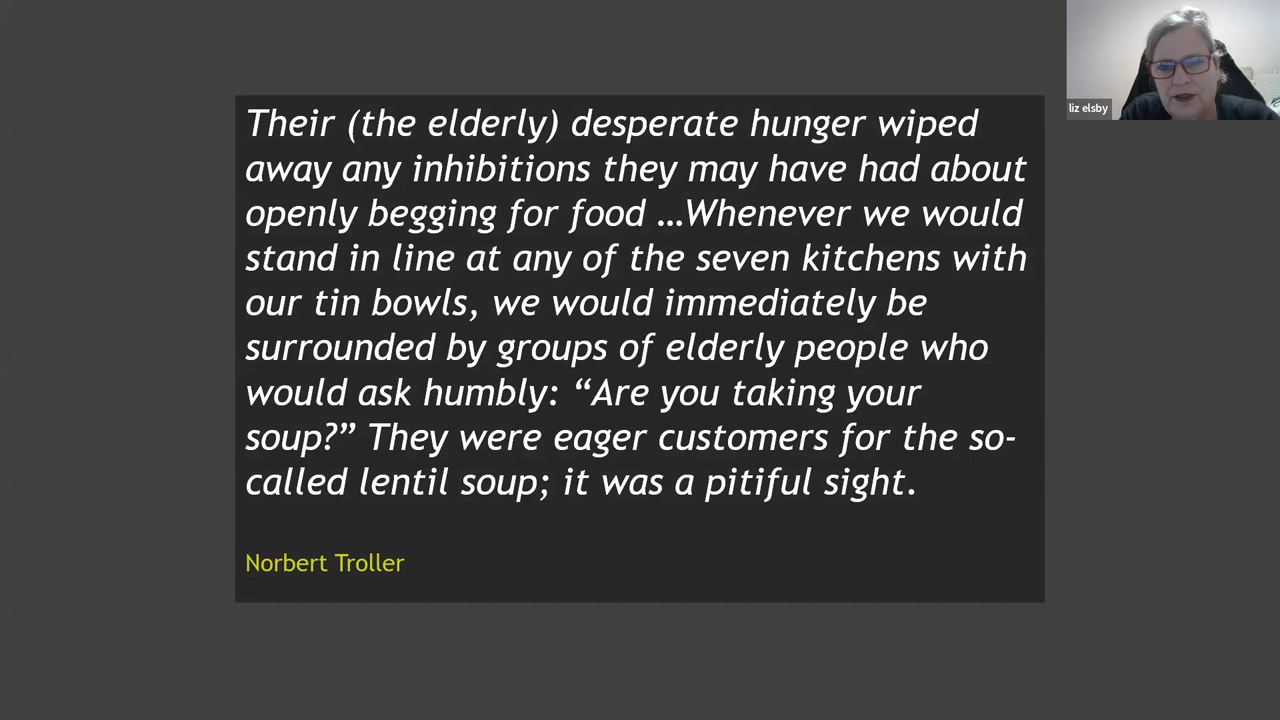 Their (the elderly) desperate hunger wiped
away any inhibitions they may have had about
openly begging for food …Whenever we would
stand in line at any of the seven kitchens with
our tin bowls, we would immediately be
surrounded by groups of elderly people who
would ask humbly: “Are you taking your
soup?” They were eager customers for the so-
called lentil soup; it was a pitiful sight.
Norbert Troller
liz elsby